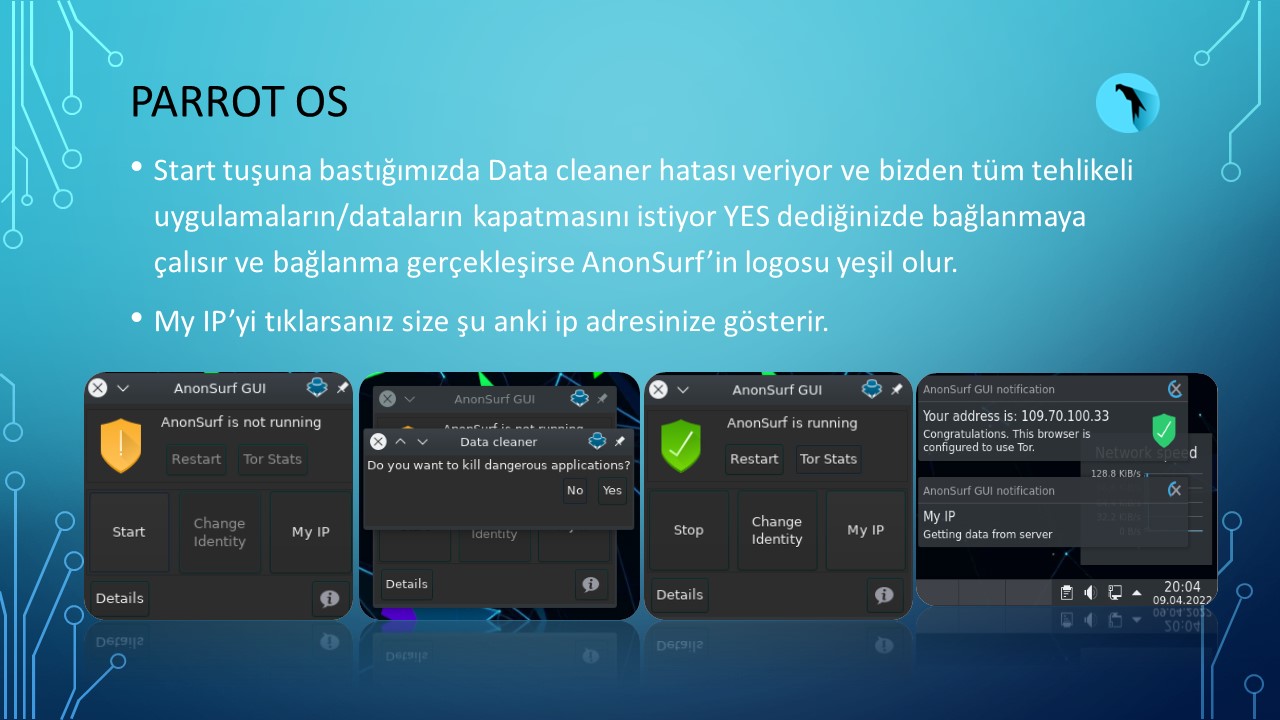 PARROT OS
• Start tuşuna bastığımızda Data cleaner hatası veriyor ve bizden tüm tehlikeli
uygulamaların/dataların kapatmasını istiyor YES dediğinizde bağlanmaya
çalısır ve bağlanma gerçekleşirse AnonSurf’in logosu yeşil olur.
• My IP’yi tıklarsanız size şu anki ip adresinize gösterir.
AnonSurf GUI
AnonSurf is not running
Restart
Tor Stats
Start
Change
Identity
My IP
Details
AnonSurf GUI
AnonSurf is not running
Data cleaner
Do you want to kill dangerous applications?
No
Yes
Identity
Details
AnonSurf GUI
AnonSurf is running
Restart
Tor Stats
Stop
Change
Identity
My IP
Details
AnonSurf GUI notification
Your address is: 109.70.100.33
Congratulations. This browser is
configured to use Tor.
Network speed
128.8 KiB/s
AnonSurf GUI notification
My IP
Getting data from server
20:04
09.04.2022